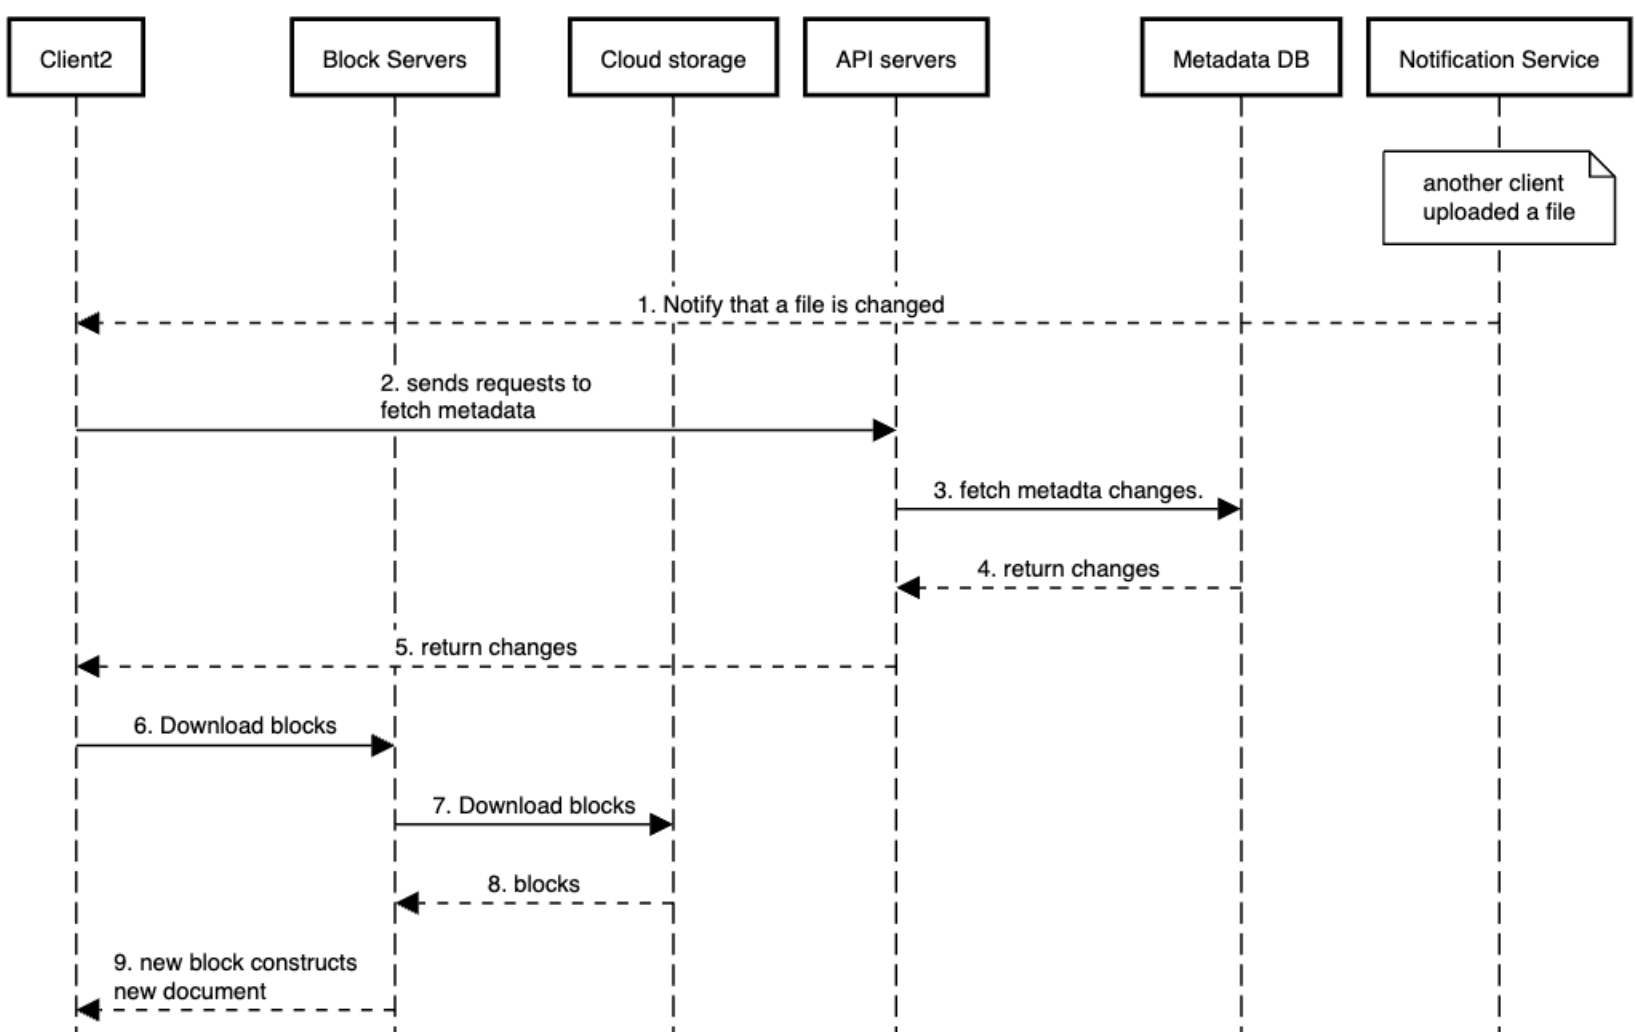 Client2
Block Servers
Cloud storage
API servers
Metadata DB
Notification Service
another client
uploaded a file
1. Notify that a file is changed
2. sends requests to
fetch metadata
3. fetch metadta changes.
4. return changes
5. return changes
6. Download blocks
7. Download blocks
8. blocks
9. new block constructs
new document